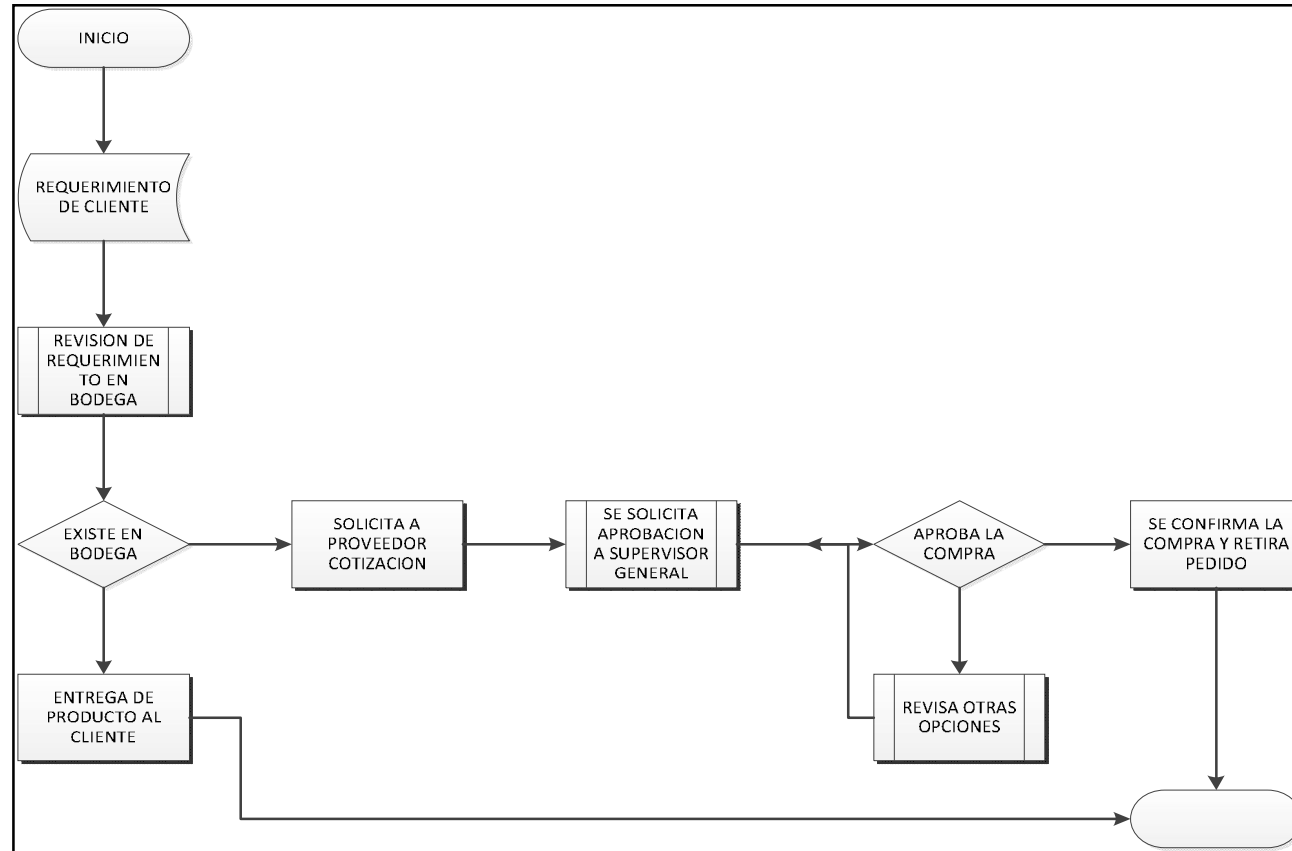 INICIO
REQUERIMIENTO
DE CLIENTE
REVISION DE
REQUERIMIEN
TO EN
BODEGA
EXISTE EN
BODEGA
SOLICITA A
PROVEEDOR
COTIZACION
SE SOLICITA
APROBACION
A SUPERVISOR
GENERAL
APROBA LA
COMPRA
SE CONFIRMA LA
COMPRA Y RETIRA
PEDIDO
ENTREGA DE
PRODUCTO AL
CLIENTE
REVISA OTRAS
OPCIONES